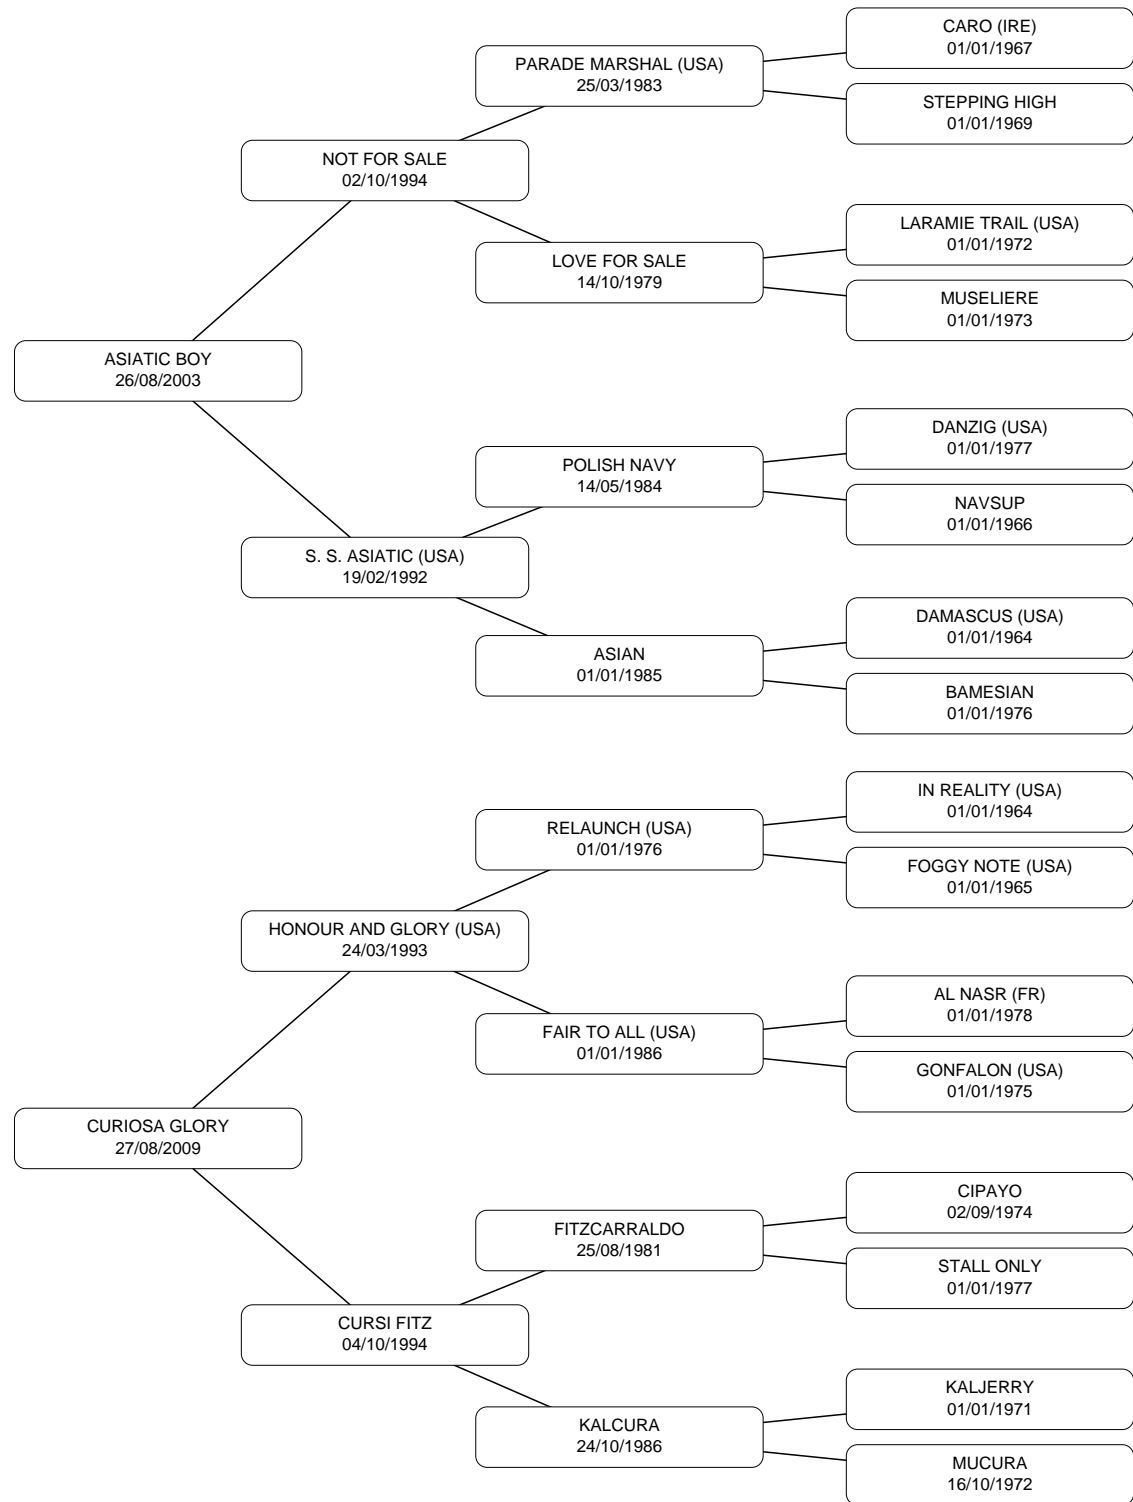 CARO (IRE)
01/01/1967
PARADE MARSHAL (USA)
25/03/1983
STEPPING HIGH
01/01/1969
NOT FOR SALE
02/10/1994
LARAMIE TRAIL (USA)
01/01/1972
LOVE FOR SALE
14/10/1979
MUSELIERE
01/01/1973
ASIATIC BOY
26/08/2003
DANZIG (USA)
01/01/1977
POLISH NAVY
14/05/1984
NAVSUP
01/01/1966
S. S. ASIATIC (USA)
19/02/1992
DAMASCUS (USA)
01/01/1964
ASIAN
01/01/1985
BAMESIAN
01/01/1976
IN REALITY (USA)
01/01/1964
RELAUNCH (USA)
01/01/1976
FOGGY NOTE (USA)
01/01/1965
HONOUR AND GLORY (USA)
24/03/1993
AL NASR (FR)
01/01/1978
FAIR TO ALL (USA)
01/01/1986
GONFALON (USA)
01/01/1975
CURIOSA GLORY
27/08/2009
CIPAYO
02/09/1974
FITZCARRALDO
25/08/1981
STALL ONLY
01/01/1977
CURSI FITZ
04/10/1994
KALJERRY
01/01/1971
KALCURA
24/10/1986
MUCURA
16/10/1972